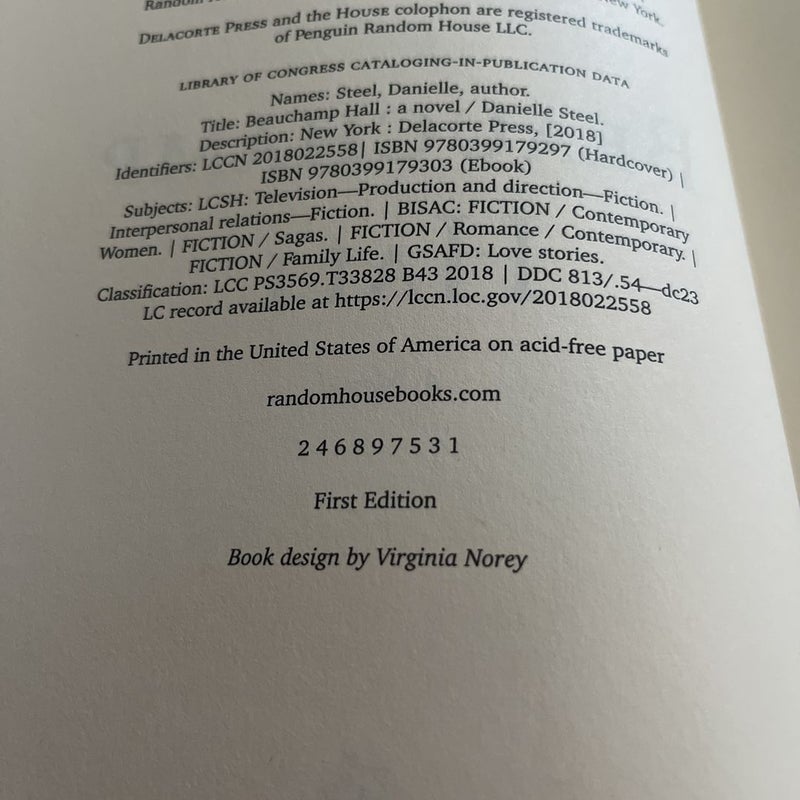 Random
New York.
DELACORTE PRESS and the HOUSE colophon are registered trademarks
of Penguin Random House LLC.
LIBRARY OF CONGRESS CATALOGING-IN-PUBLICATION DATA
Names: Steel, Danielle, author.
Title: Beauchamp Hall : a novel / Danielle Steel.
Description: New York : Delacorte Press, [2018]
Identifiers: LCCN 2018022558| ISBN 9780399179297 (Hardcover) |
ISBN 9780399179303 (Ebook)
Subjects: LCSH: Television—Production and direction—Fiction. |
Interpersonal relations—Fiction. | BISAC: FICTION / Contemporary
Women. | FICTION / Sagas. | FICTION / Romance / Contemporary. |
FICTION / Family Life. | GSAFD: Love stories.
Classification: LCC PS3569.T33828 B43 2018 | DDC 813/.54—dc23
LC record available at https://lccn.loc.gov/2018022558
Printed in the United States of America on acid-free paper
randomhousebooks.com
2 4 6 8 9 7 5 3 1
First Edition
Book design by Virginia Norey